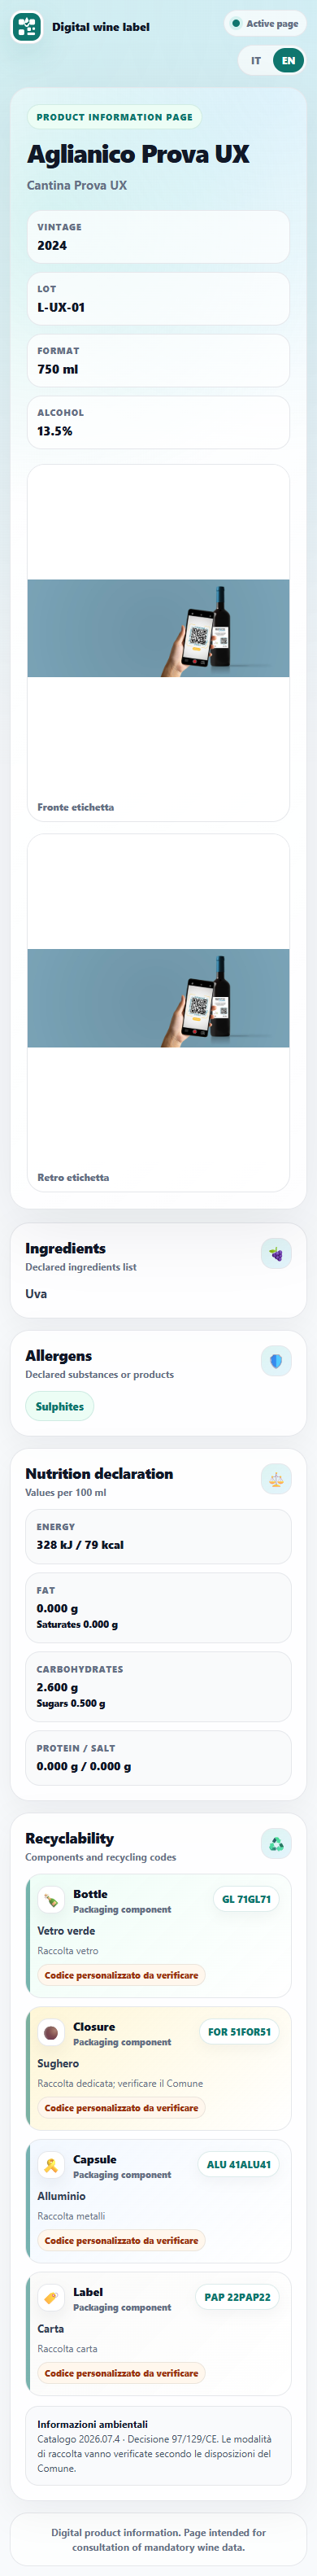 Digital wine label
Active page
IT
EN
PRODUCT INFORMATION PAGE
Aglianico Prova UX
Cantina Prova UX
VINTAGE
2024
LOT
L-UX-01
FORMAT
750 ml
ALCOHOL
13.5%
Fronte etichetta
Retro etichetta
Ingredients
Declared ingredients list
Uva
Allergens
Declared substances or products
Sulphites
Nutrition declaration
Values per 100 ml
ENERGY
328 kJ / 79 kcal
FAT
0.000 g
Saturates 0.000 g
CARBOHYDRATES
2.600 g
Sugars 0.500 g
PROTEIN / SALT
0.000 g / 0.000 g
Recyclability
Components and recycling codes
Bottle
Packaging component
GL 71GL71
Vetro verde
Raccolta vetro
Codice personalizzato da verificare
Closure
Packaging component
FOR 51FOR51
Sughero
Raccolta dedicata; verificare il Comune
Codice personalizzato da verificare
Capsule
Packaging component
ALU 41ALU41
Alluminio
Raccolta metalli
Codice personalizzato da verificare
Label
Packaging component
PAP 22PAP22
Carta
Raccolta carta
Codice personalizzato da verificare
Informazioni ambientali
Catalogo 2026.07.4 · Decisione 97/129/CE. Le modalità
di raccolta vanno verificate secondo le disposizioni del
Comune.
Digital product information. Page intended for
consultation of mandatory wine data.